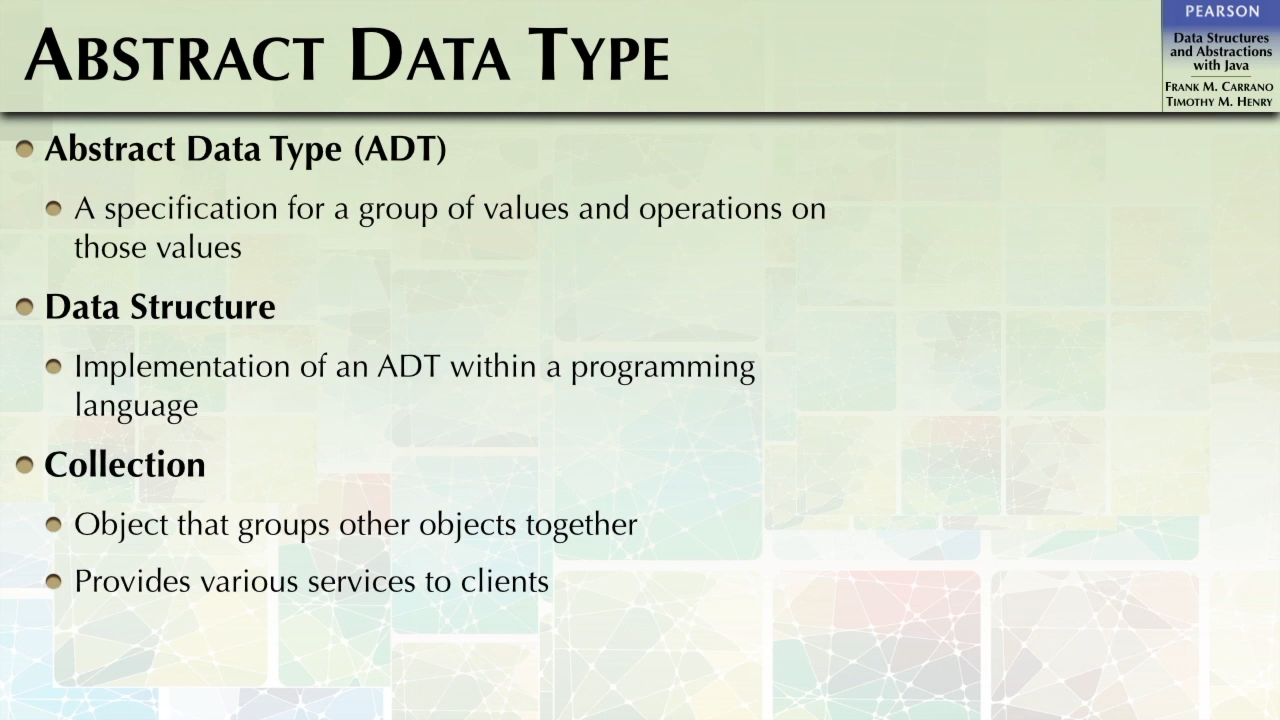 ABSTRACT DATA TYPE
PEARSON
Data Structures
and Abstractions
with Java
FRANK M. CARRANO
TIMOTHY M. HENRY
Abstract Data Type (ADT)
A specification for a group of values and operations on
those values
Data Structure
Implementation of an ADT within a programming
language
Collection
Object that groups other objects together
Provides various services to clients